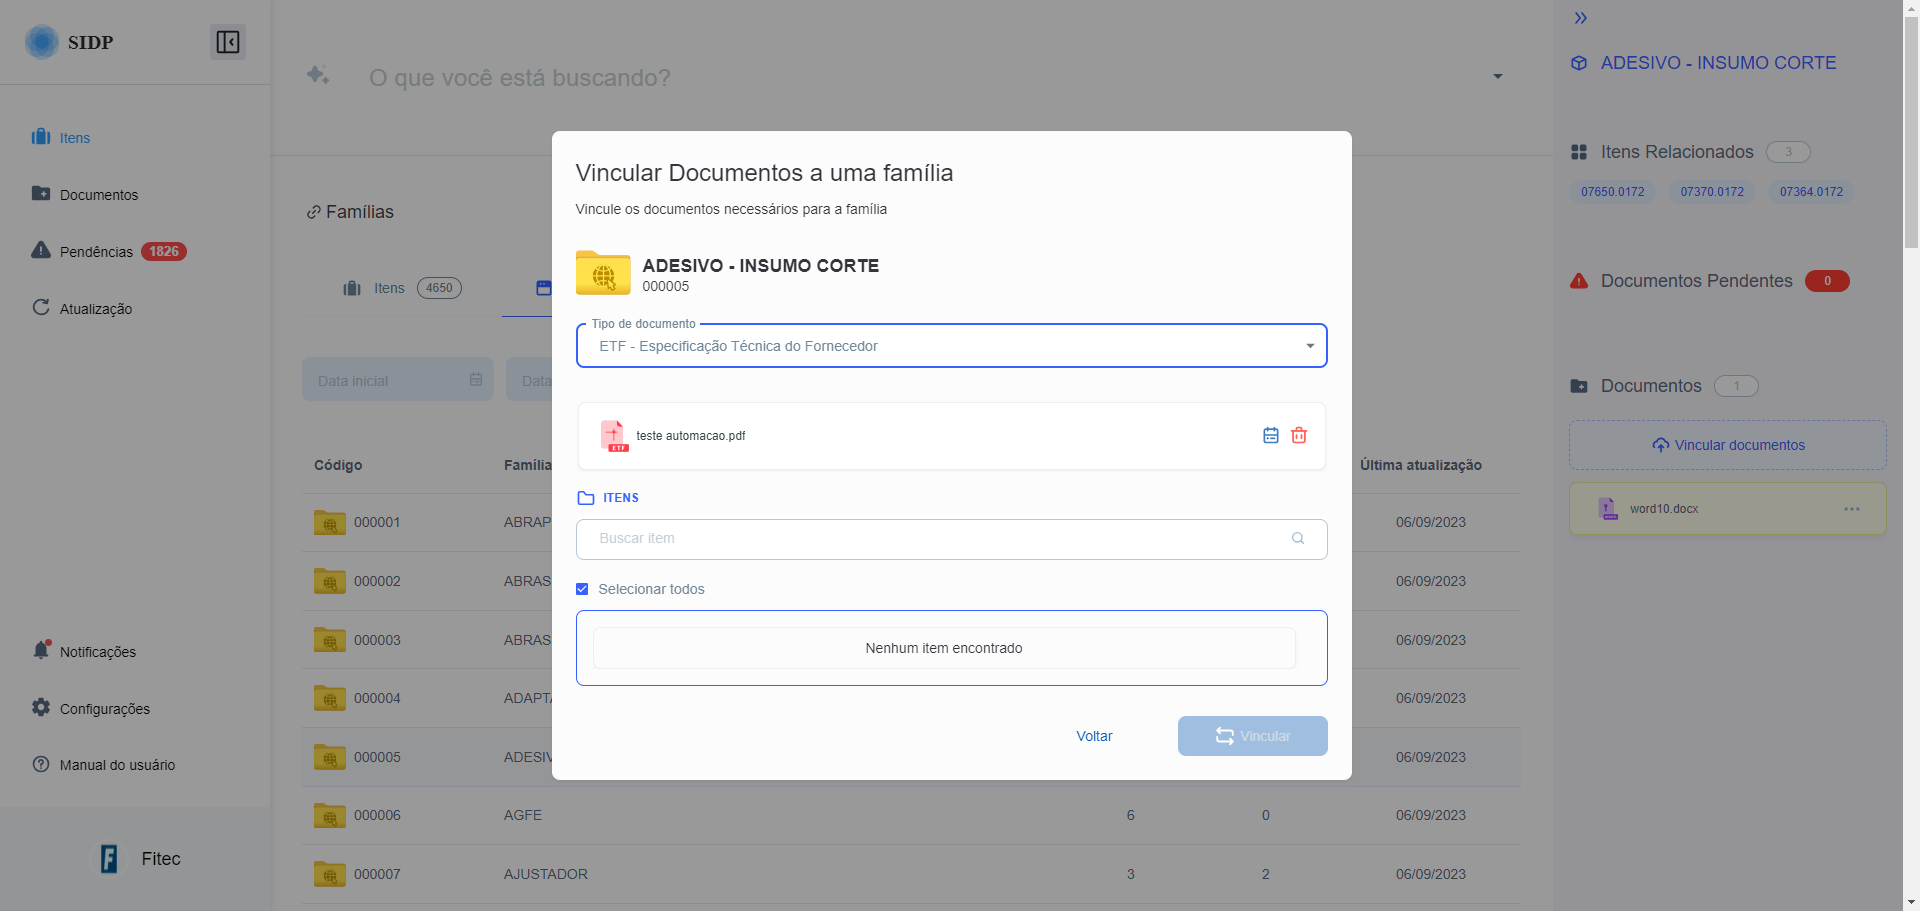 SIDP
Itens
Documentos
Pendências 1826
Atualização
Notificações
Configurações
Manual do usuário
Fitec
O que você está buscando?
Famílias
Itens 4650
Data inicial
Data
Código Família Última atualização
000001 ABRAP 06/09/2023
000002 ABRAS 06/09/2023
000003 ABRAS 06/09/2023
000004 ADAPTA 06/09/2023
000005 ADESIV 06/09/2023
000006 AGFE 6 0 06/09/2023
000007 AJUSTADOR 3 2 06/09/2023
Vincular Documentos a uma família
Vincule os documentos necessários para a família
ADESIVO - INSUMO CORTE
000005
Tipo de documento
ETF - Especificação Técnica do Fornecedor
ETF
teste automacao.pdf
ITENS
Buscar item
Selecionar todos
Nenhum item encontrado
Voltar
Vincular
ADESIVO - INSUMO CORTE
Itens Relacionados 3
07650.0172 07370.0172 07364.0172
Documentos Pendentes 0
Documentos 1
Vincular documentos
word10.docx